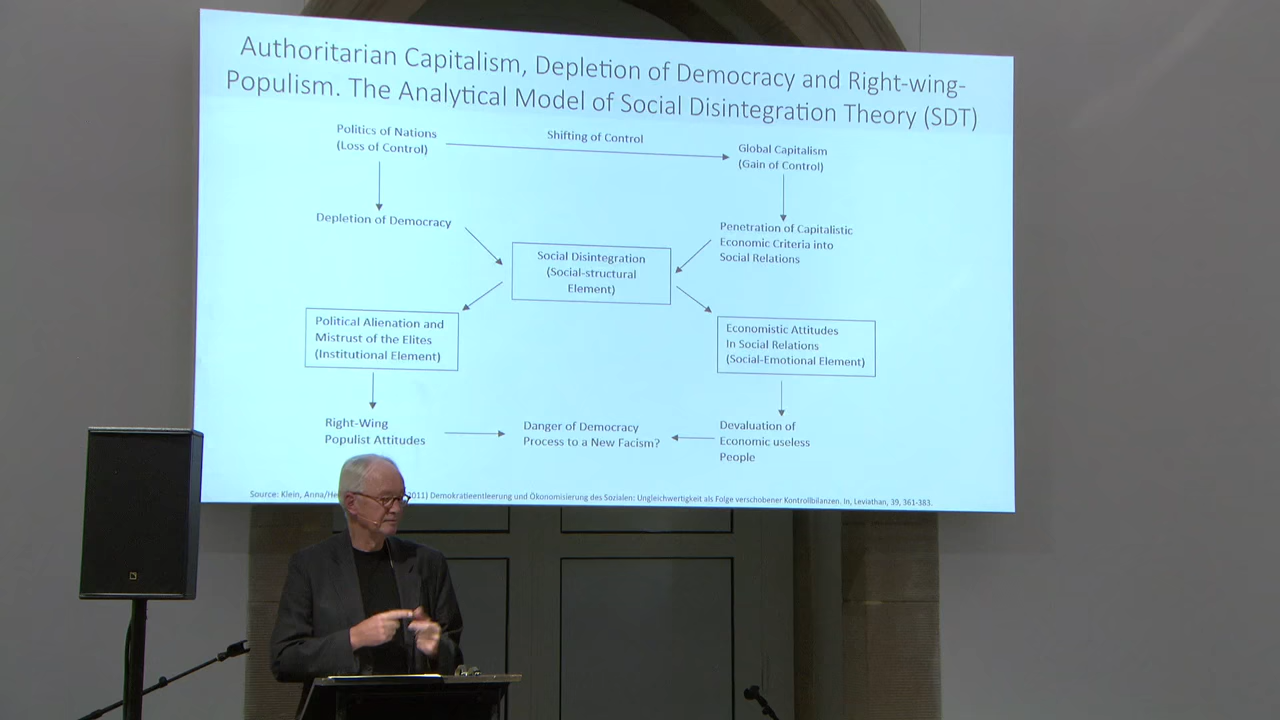 Authoritarian Capitalism, Depletion of Democracy and Right-wing-
Populism. The Analytical Model of Social Disintegration Theory (SDT)
Politics of Nations
(Loss of Control)
Shifting of Control
Global Capitalism
(Gain of Control)
Depletion of Democracy
Penetration of Capitalistic
Economic Criteria into
Social Relations
Social Disintegration
(Social-structural
Element)
Political Alienation and
Mistrust of the Elites
(Institutional Element)
Economistic Attitudes
In Social Relations
(Social-Emotional Element)
Right-Wing
Populist Attitudes
Danger of Democracy
Process to a New Facism?
Devaluation of
Economic useless
People
Source: Klein, Anna/ 2011) Demokratieentleerung und Ökonomisierung des Sozialen: Ungleichwertigkeit als Folge verschobener Kontrollbilanzen. In, Leviathan, 39, 361-383.